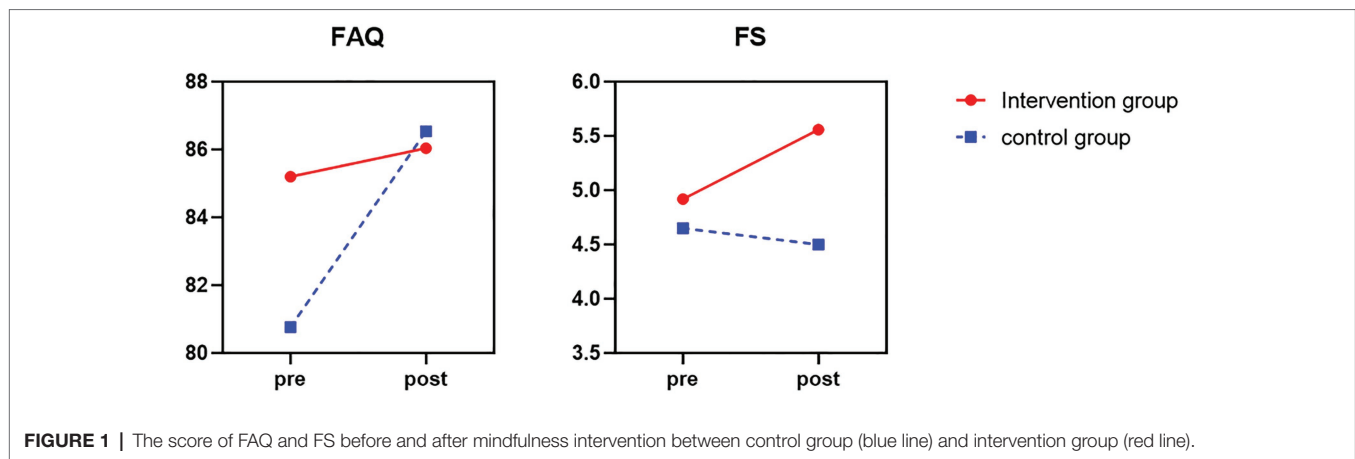 FAQ
88
86
84
82
80
pre post
FS
6.0
5.5
5.0
4.5
4.0
3.5
pre post
Intervention group
control group
FIGURE 1 | The score of FAQ and FS before and after mindfulness intervention between control group (blue line) and intervention group (red line).